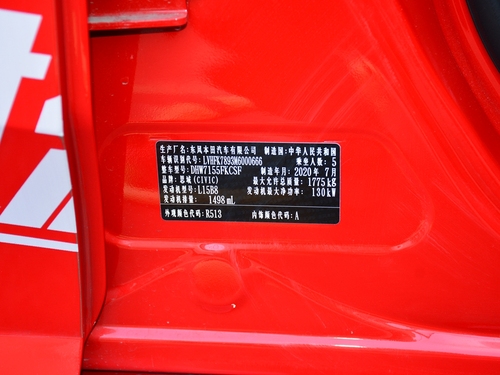 生产厂名：东风本田汽车有限公司 制造国：中华人民共和国
车辆识别代号：LVHFK7893M6000666 乘坐人数：5
整车型号：DHW7155FKCSF 制造年月：2020 年 7月
品牌：思域 (CIVIC) 最大允许总质量：1775kg
发动机型号：L15B8 发动机最大净功率：130kW
发动机排量：1498 mL
外观颜色代码：R513 内饰颜色代码：A